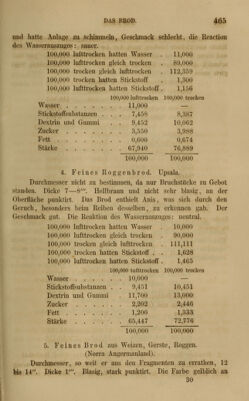 DAS BROD. 465
und hatte Anlage zu schimmeln, Geschmack schlecht, die Reaction
des Wasserauszuges: sauer.
100,000 lufttrocken hatten Wasser . . 11,000
100,000 lufttrocken gleich trocken . . 89,000
100,000 trocken gleich lufttrocken . . 112,359
100,000 trocken hatten Stickstoff . . 1,300
100,000 lufttrocken hatten Stickstoff . . 1,156
100,000 lufttrocken 100,000 trocken
Wasser . . . . . . 11,000 —
Stickstoffsubstanzen . . . . 7,458 8,387
Dextrin und Gummi . . . . 9,452 10,062
Zucker . . . . . . 3,550 3,988
Fett . . . . . .
Stärke . . . . . . 67,940 76,889
100,000 100,000
4. Feines Roggenbrod. Upsala.
Durchmesser nicht zu bestimmen, da nur Bruchstücke zu Gebot
standen. Dicke 7—8‴. Hellbraun und nicht sehr blasig, an der
Oberfläche punktirt. Das Brod enthielt Anis, was sich durch den
Geruch, besonders beim Reiben desselben, zu erkennen gab. Der
Geschmack gut. Die Reaktion des Wasserauszuges: neutral.
100,000 lufttrocken hatten Wasser . . 10,000
100,000 lufttrocken gleich trocken . . 90,000
100,000 trocken gleich lufttrocken . . 111,111
100,000 trocken hatten Stickstoff . . 1,628
100,000 lufttrocken hatten Stickstoff . . 1,465
100,000 lufttrocken 100,000 trocken
Wasser . . . . . . 10,000 —
Stickstoffsubstanzen . . . . 9,451 10,451
Dextrin und Gummi . . . . 11,700 13,000
Zucker . . . . . . 2,202 2,446
Fett . . . . . . 1,200 1,333
Stärke . . . . . . 65,447 72,776
100,000 100,000
5. Feines Brod aus Weizen, Gerste, Roggen.
(Norra Angermanland).
Durchmesser, so weit er aus den Fragmenten zu errathen, 12
bis 14″. Dicke 1‴. Blasig, stark punktirt. Die Farbe gelblich an
30